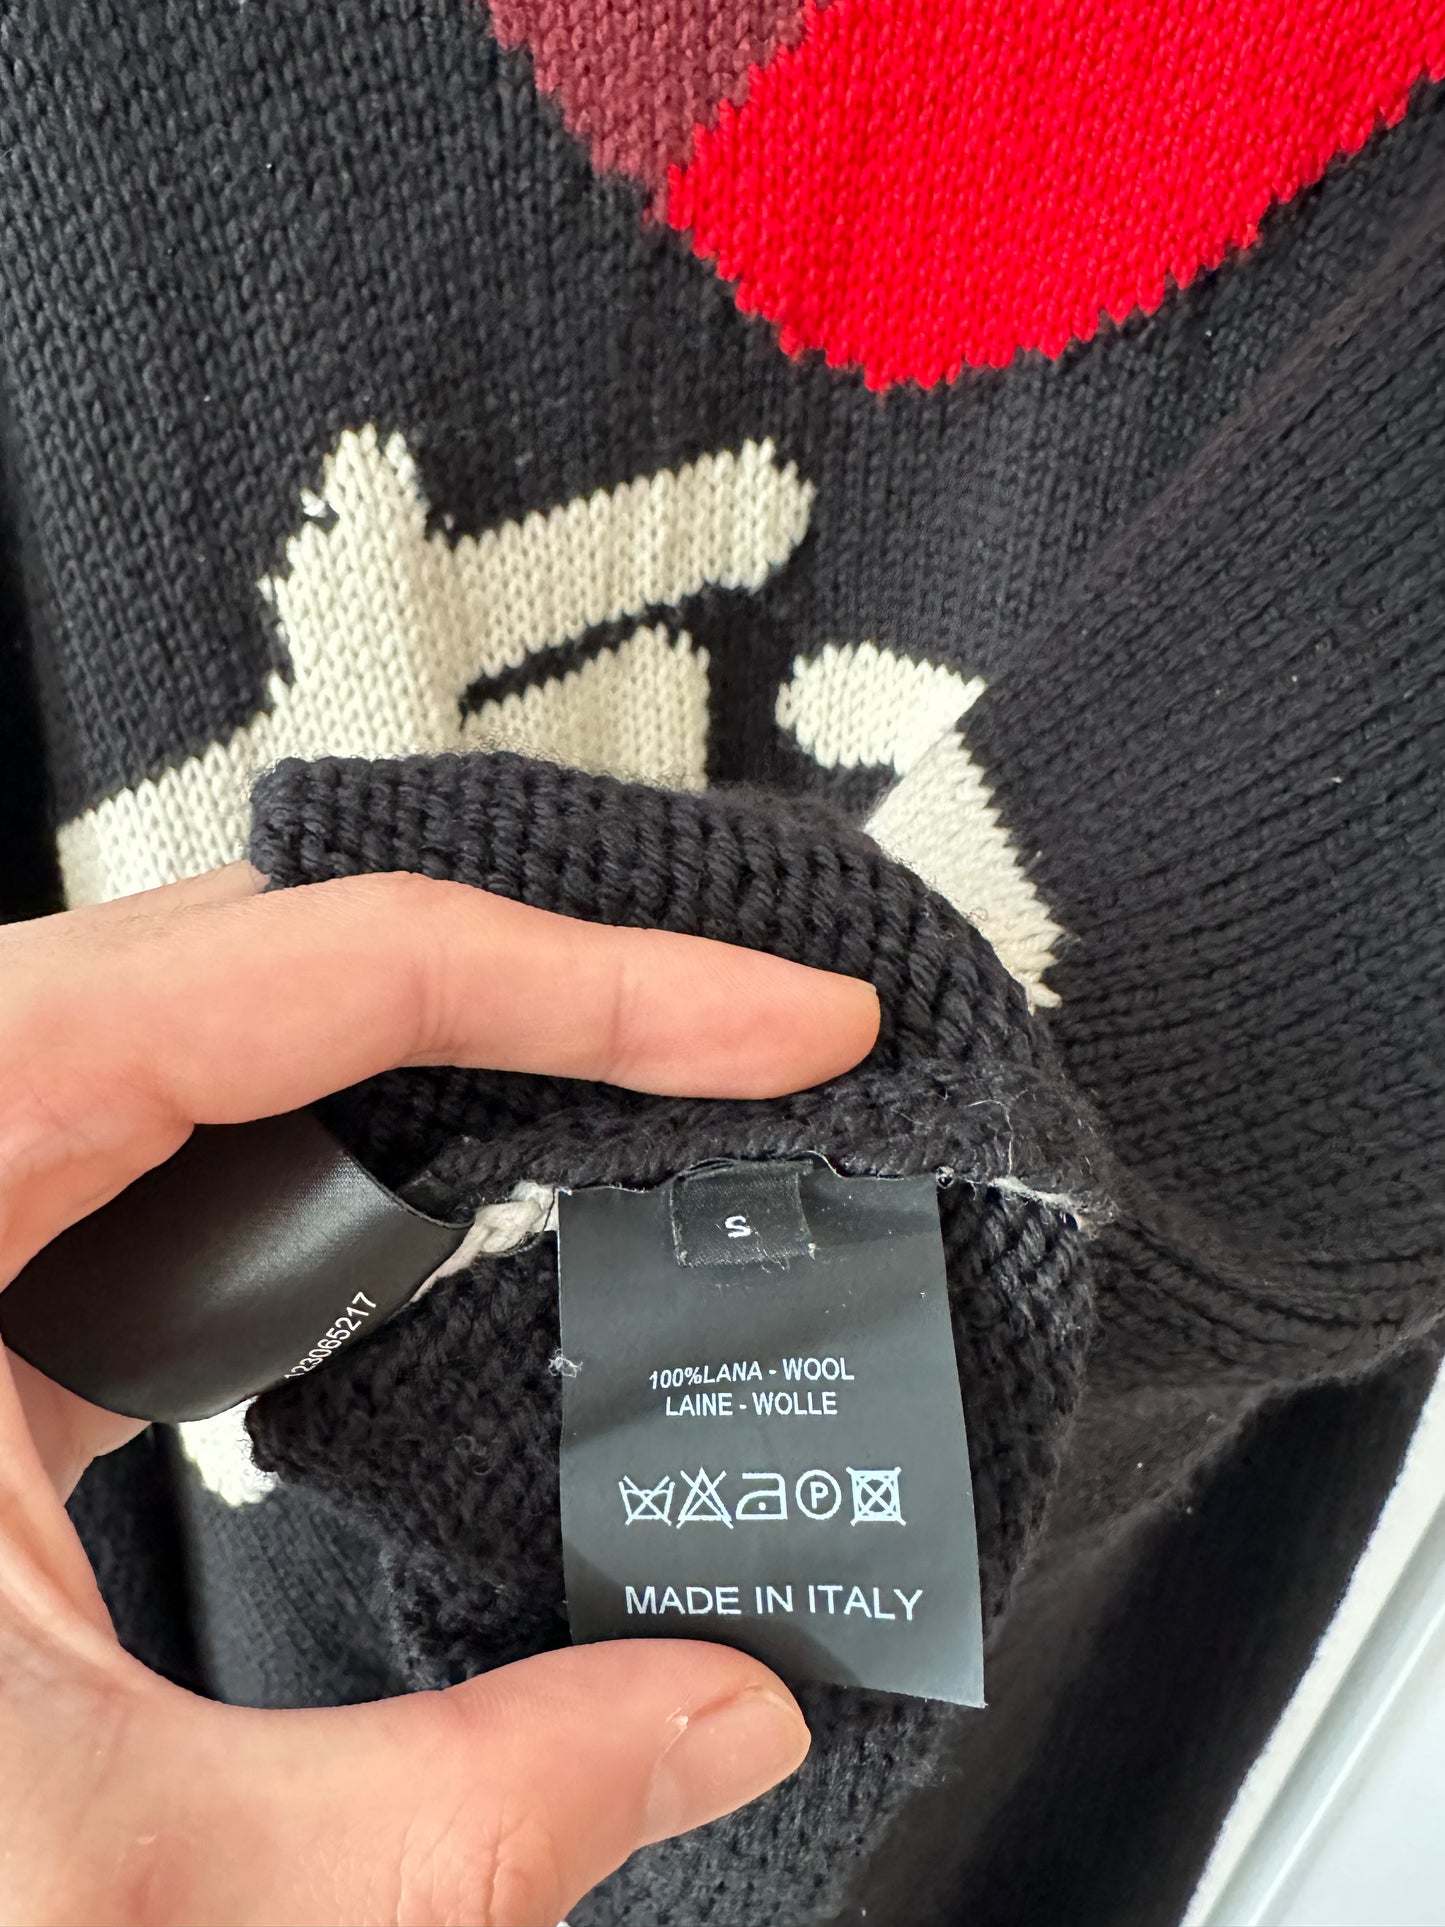 S
100%LANA - WOOL
LAINE - WOLLE
P
MADE IN ITALY